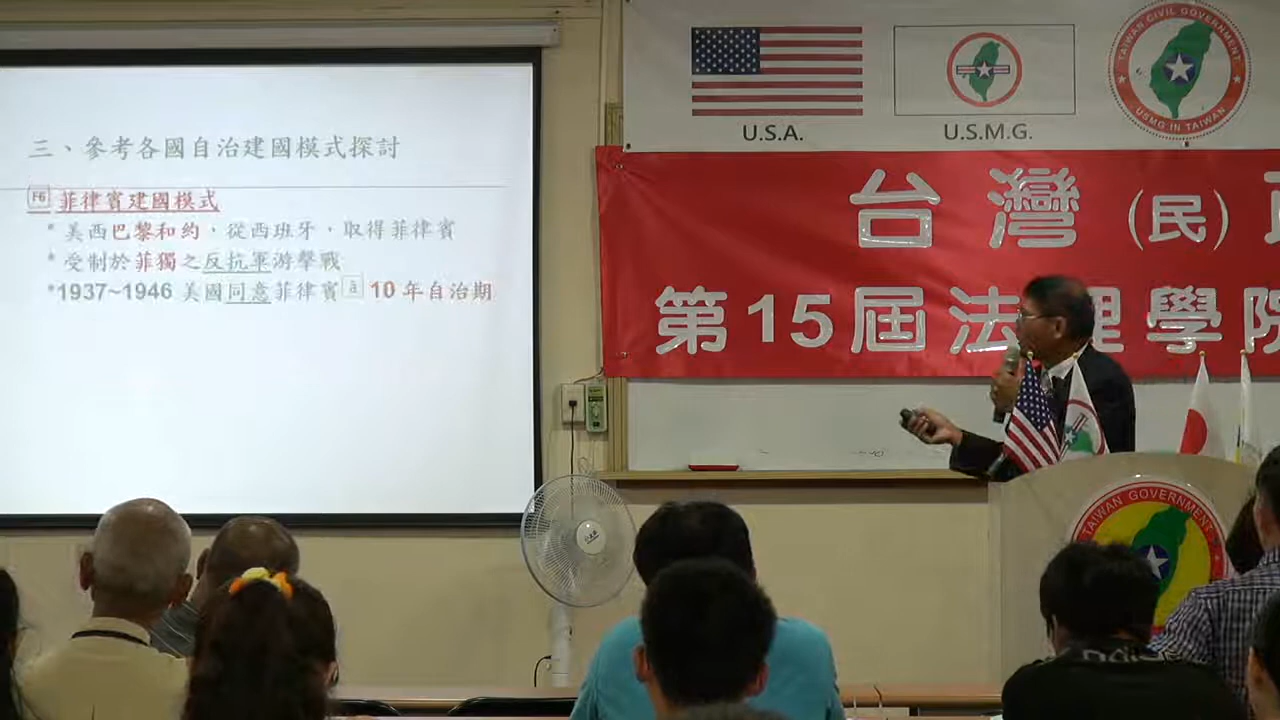 三、參考各國自治建國模式探討
F6 菲律賓建國模式
* 美西巴黎和約，從西班牙，取得菲律賓
* 受制於菲獨之反抗軍游擊戰
*1937~1946 美國同意菲律賓 à 10 年自治期
U.S.A.
U.S.M.G.
TAIWAN CIVIL GOVERNMENT
USMG IN TAIWAN
台灣(民)
第15屆法理學院
TAIWAN GOVERNMENT